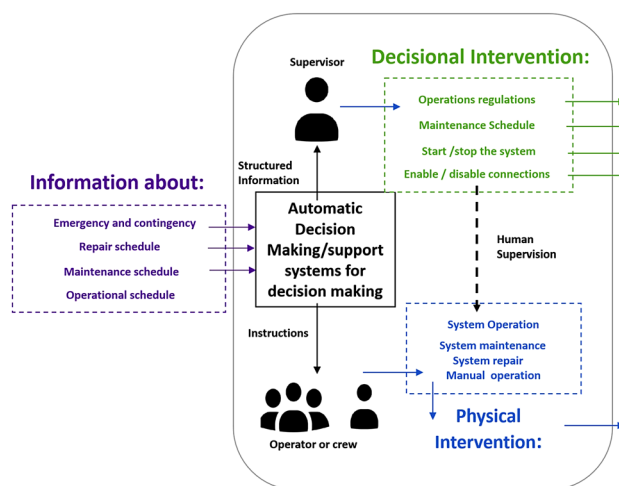 Supervisor
Decisional Intervention:
Operations regulations
Maintenance Schedule
Start /stop the system
Enable / disable connections
Structured
Information
Information about:
Emergency and contingency
Repair schedule
Maintenance schedule
Operational schedule
Automatic
Decision
Making/support
systems for
decision making
Human
Supervision
Instructions
System Operation
System maintenance
System repair
Manual operation
Operator or crew
Physical
Intervention: